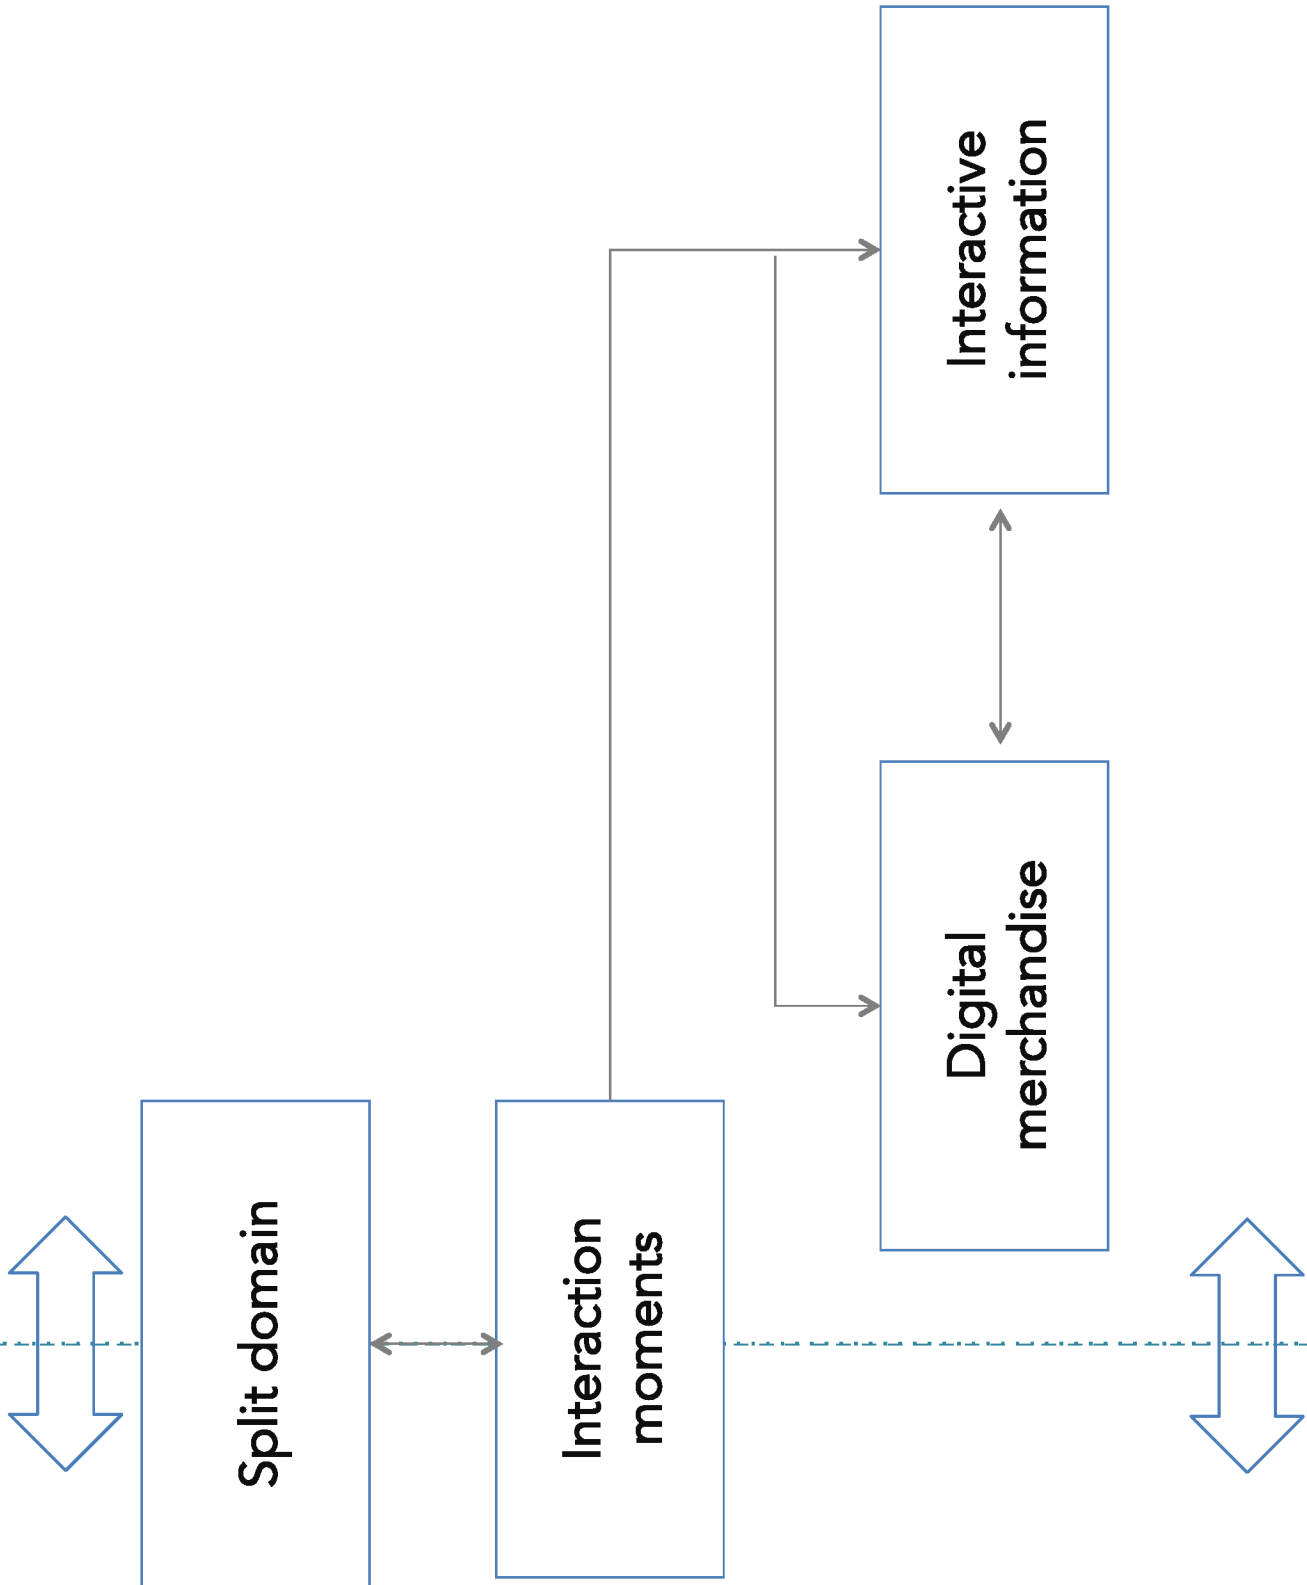 Split domain
Interaction
moments
Digital
merchandise
Interactive
information